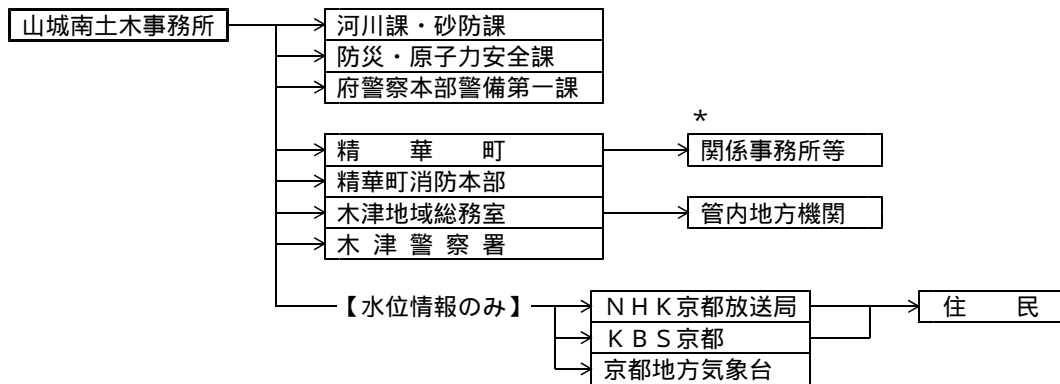 山城南土木事務所
河川課・砂防課
防災・原子力安全課
府警察本部警備第一課
*
精　華　町
関係事務所等
精華町消防本部
木津地域総務室
管内地方機関
木 津 警 察 署
【水位情報のみ】
ＮＨＫ京都放送局
住　民
ＫＢＳ京都
京都地方気象台